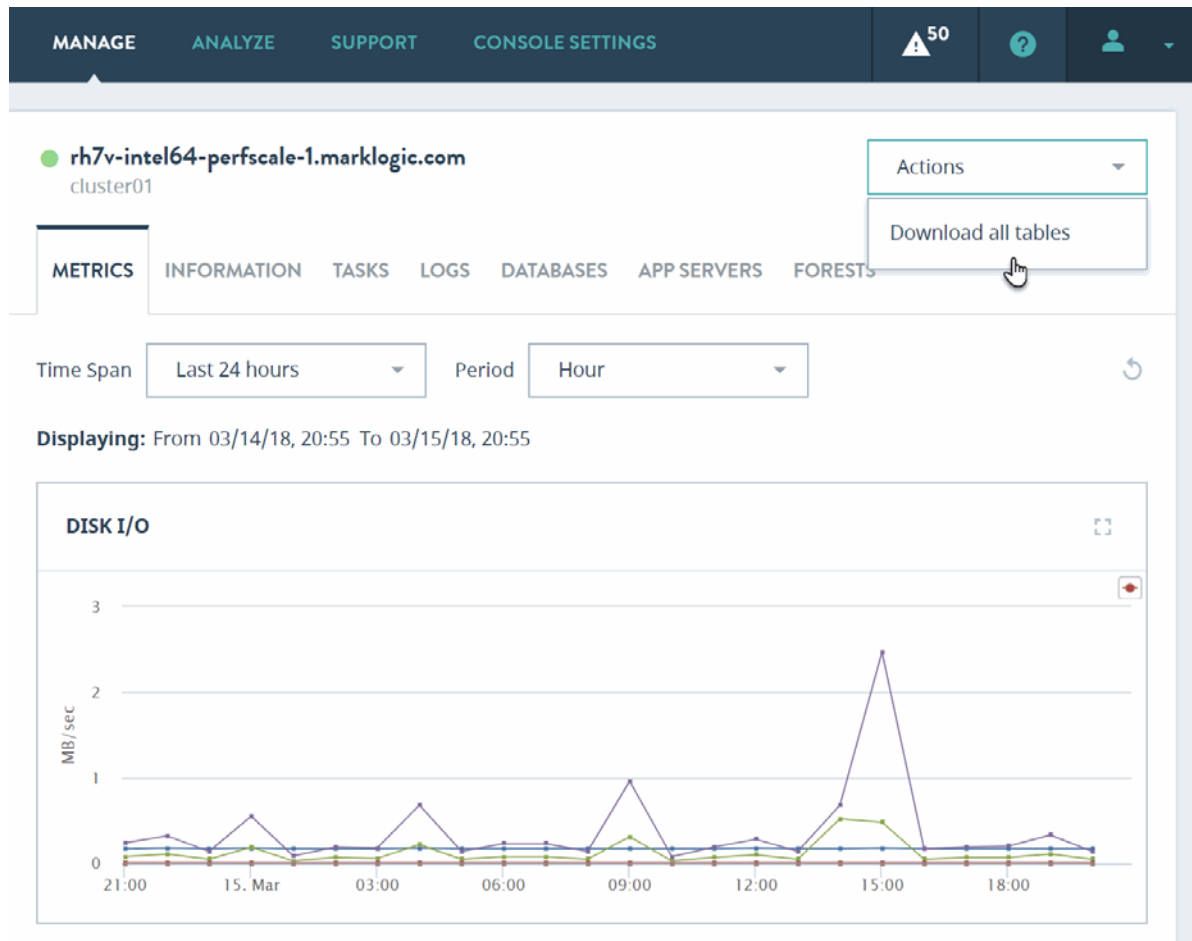 MANAGE ANALYZE SUPPORT CONSOLE SETTINGS 50 ?
rh7v-intel64-perfscale-1.marklogic.com
cluster01
Actions
Download all tables
METRICS INFORMATION TASKS LOGS DATABASES APP SERVERS FORESTS
Time Span Last 24 hours Period Hour
Displaying: From 03/14/18, 20:55 To 03/15/18, 20:55
DISK I/O
3
2
1
0
MB/sec
21:00 15. Mar 03:00 06:00 09:00 12:00 15:00 18:00